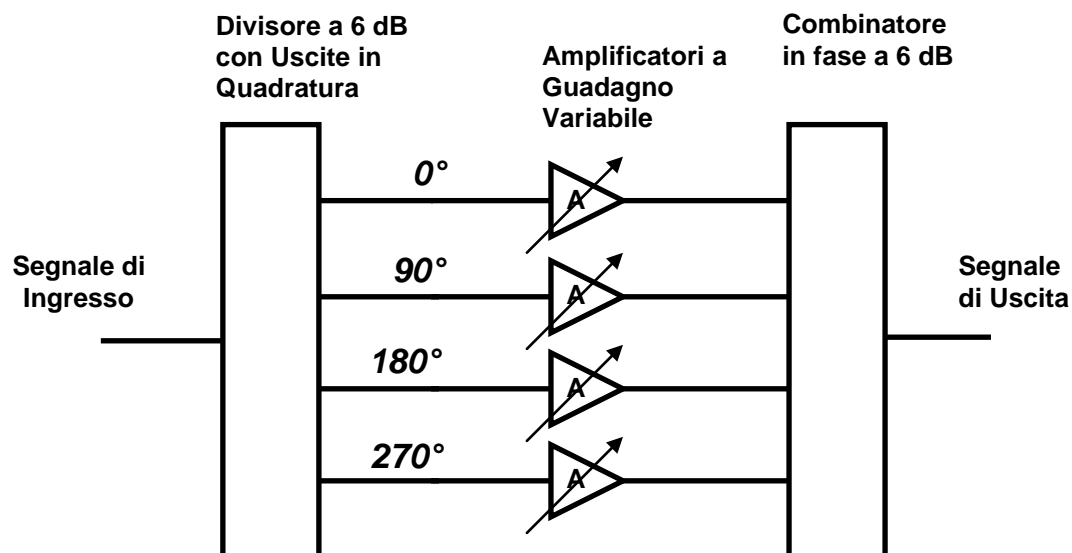 Divisore a 6 dB
con Uscite in
Quadratura
Amplificatori a
Guadagno
Variabile
Combinatore
in fase a 6 dB
0°
A
Segnale di
Ingresso
90°
A
Segnale
di Uscita
180°
A
270°
A